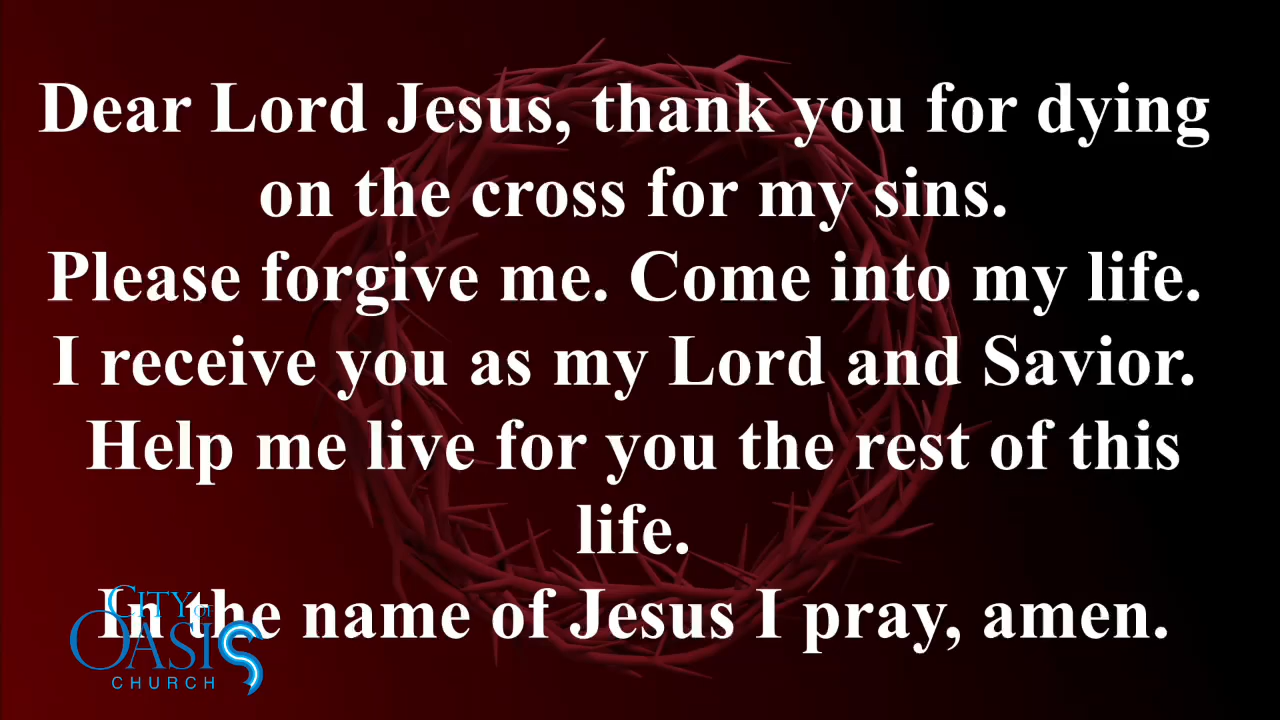 Dear Lord Jesus, thank you for dying
on the cross for my sins.
Please forgive me. Come into my life.
I receive you as my Lord and Savior.
Help me live for you the rest of this
life.
In the name of Jesus I pray, amen.
CITY OF
OASIS
CHURCH